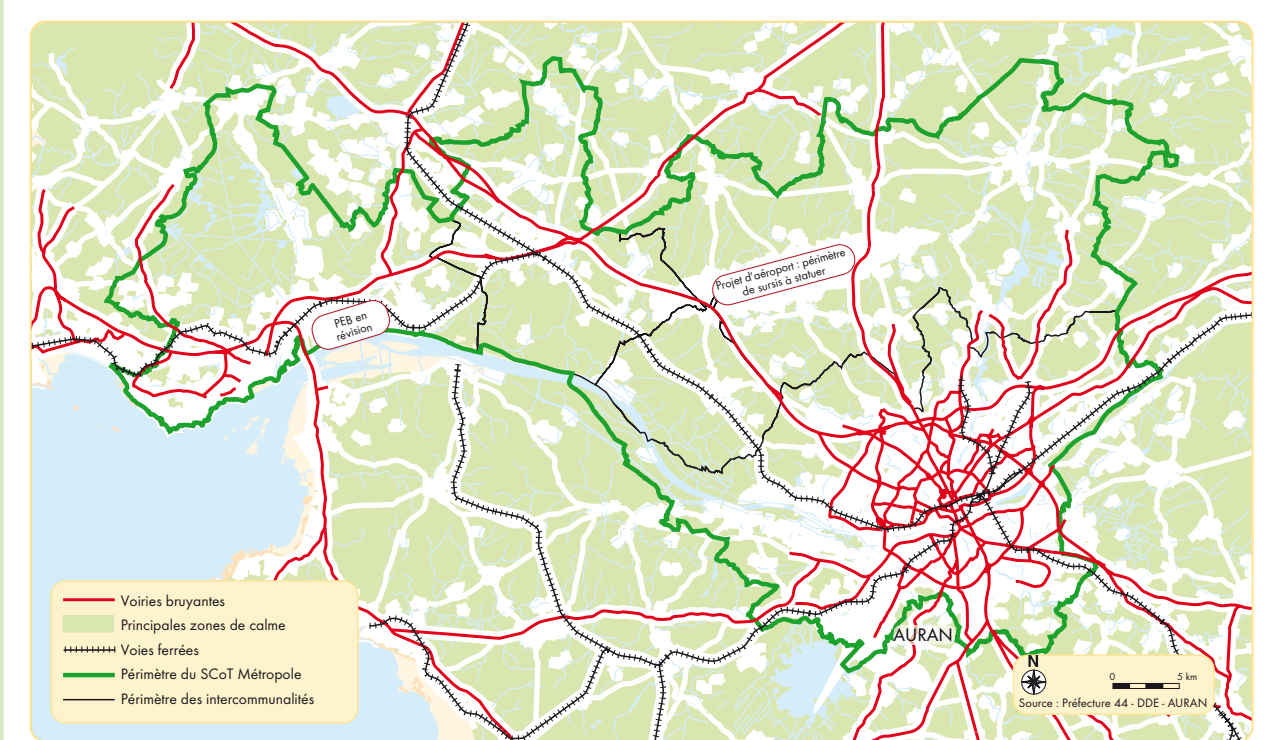 Projet d'aéroport : périmètre
de sursis à statuer
PEB en
révision
Voiries bruyantes
Principales zones de calme
Voies ferrées
Périmètre du SCoT Métropole
Périmètre des intercommunalités
AURAN
N
0 5 km
Source : Préfecture 44 - DDE - AURAN